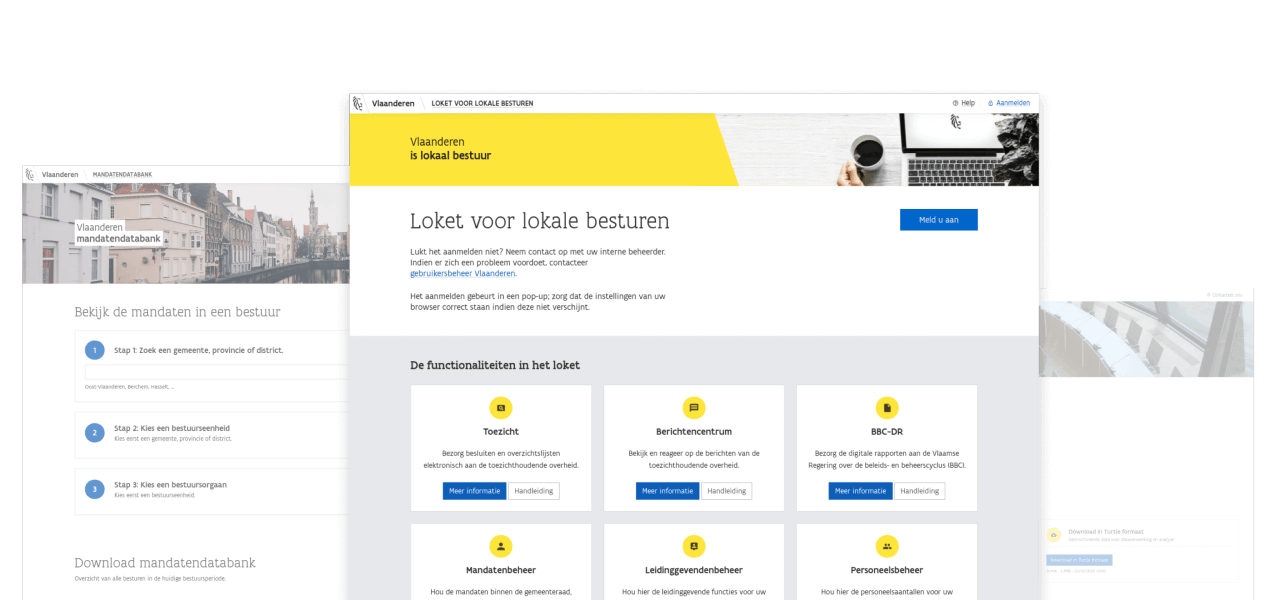 Vlaanderen
MANDATENDATABANK
Vlaanderen
mandatendatabank
Bekijk de mandaten in een bestuur
1
Stap 1: Zoek een gemeente, provincie of district.
Oost-Vlaanderen, Berchem, Hasselt, ...
2
Stap 2: Kies een bestuurseenheid
Kies eerst een gemeente, provincie of district.
3
Stap 3: Kies een bestuursorgaan
Kies eerst een bestuurseenheid.
Download mandatendatabank
Overzicht van alle besturen in de huidige bestuursperiode.
Vlaanderen
LOKET VOOR LOKALE BESTUREN
Help
Aanmelden
Vlaanderen
is lokaal bestuur
Loket voor lokale besturen
Meld u aan
Lukt het aanmelden niet? Neem contact op met uw interne beheerder.
Indien er zich een probleem voordoet, contacteer
gebruikersbeheer Vlaanderen.
Het aanmelden gebeurt in een pop-up; zorg dat de instellingen van uw
browser correct staan indien deze niet verschijnt.
De functionaliteiten in het loket
Toezicht
Bezorg besluiten en overzichtslijsten
elektronisch aan de toezichthoudende overheid.
Meer informatie
Handleiding
Berichtencentrum
Bekijk en reageer op de berichten van de
toezichthoudende overheid.
Meer informatie
Handleiding
BBC-DR
Bezorg de digitale rapporten aan de Vlaamse
Regering over de beleids- en beheerscyclus (BBC).
Meer informatie
Handleiding
Mandatenbeheer
Hou de mandaten binnen de gemeenteraad,
Leidinggevendenbeheer
Hou hier de leidinggevende functies voor uw
Personeelsbeheer
Hou hier de personeelsaantallen voor uw
Download in Turtle formaat
Download in Turtle formaat